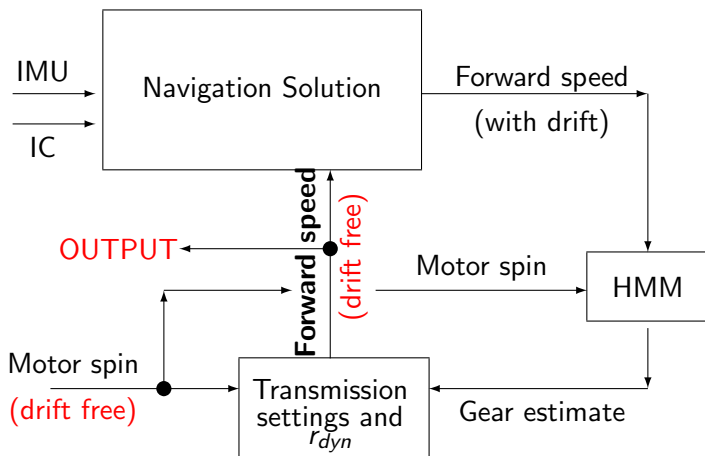 IMU
IC
Navigation Solution
Forward speed
(with drift)
Forward speed
(drift free)
OUTPUT
Motor spin
HMM
Motor spin
(drift free)
Transmission
settings and
r_dyn
Gear estimate